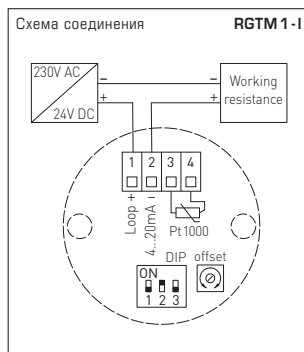 Схема соединения RGTM 1 - I
230V AC
24V DC
–
+
–
+
Working
resistance
1 2 3 4
Loop +
4...20mA –
Pt1000
DIP offset
ON
1 2 3